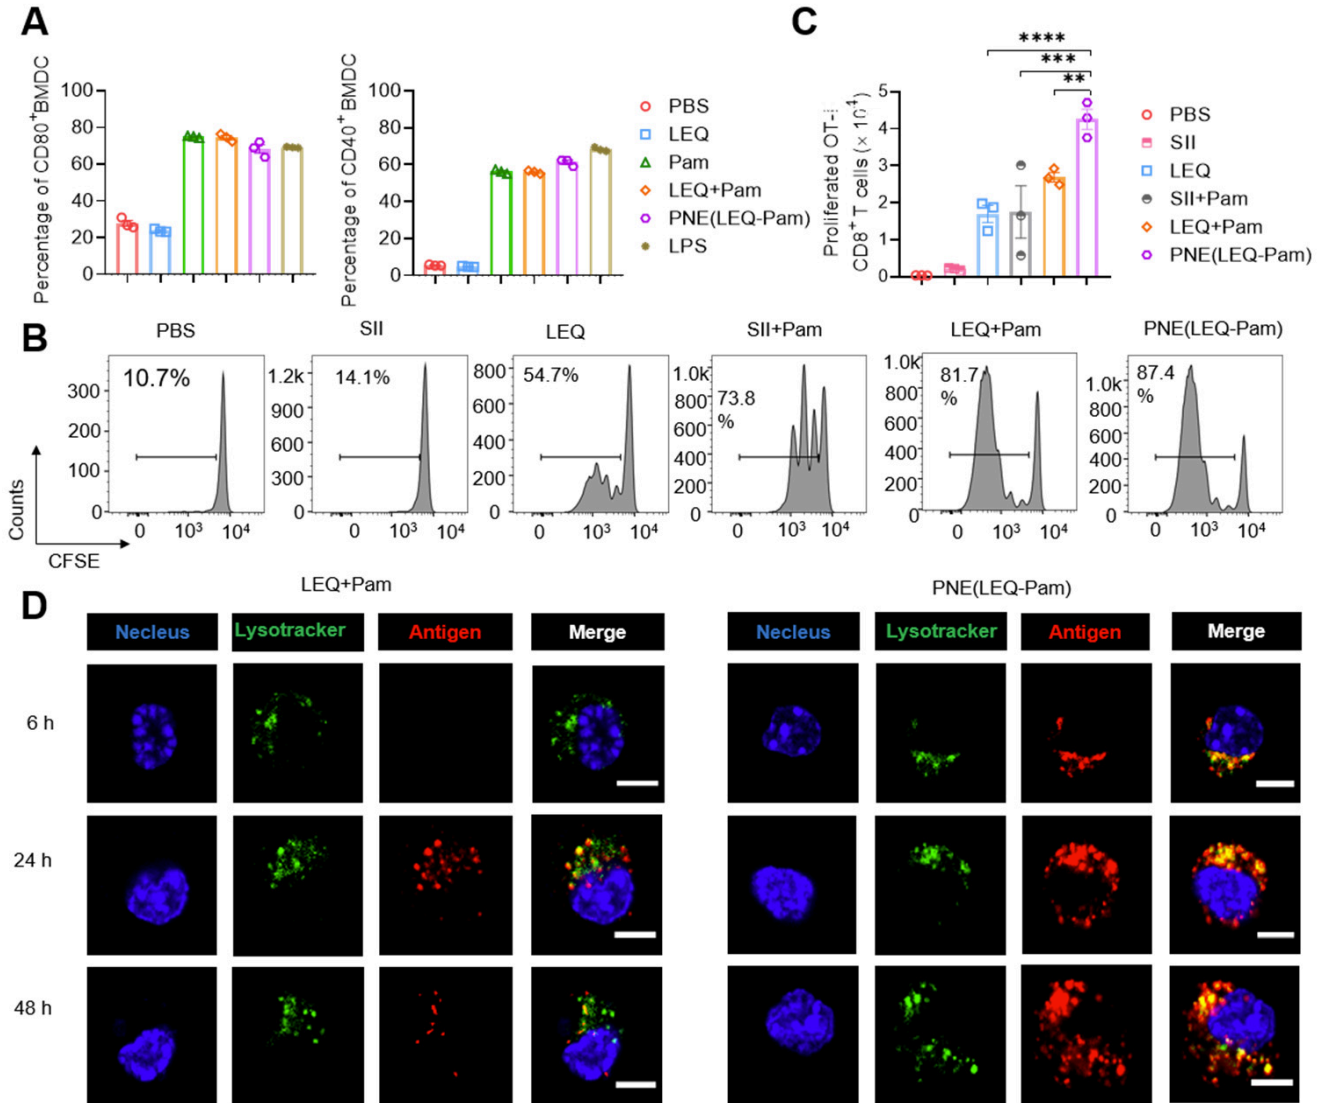 A
Percentage of CD80+BMDC
100
80
60
40
20
0
Percentage of CD40+ BMDC
100
80
60
40
20
0
PBS
LEQ
Pam
LEQ+Pam
PNE(LEQ-Pam)
LPS
C
**** 
***
**
Proliferated OT-I
CD8+ T cells (×10⁴)
5
4
3
2
1
0
PBS
SII
LEQ
SII+Pam
LEQ+Pam
PNE(LEQ-Pam)
B
Counts
CFSE
PBS
10.7%
300
200
100
0
0 10³ 10⁴
SII
14.1%
1.2k
900
600
300
0
0 10³ 10⁴
LEQ
54.7%
800
600
400
200
0
0 10³ 10⁴
SII+Pam
73.8
%
1.0k
800
600
400
200
0
0 10³ 10⁴
LEQ+Pam
81.7
%
1.0k
800
600
400
200
0
0 10³ 10⁴
PNE(LEQ-Pam)
87.4
%
1.0k
800
600
400
200
0
0 10³ 10⁴
D
LEQ+Pam
Necleus Lysotracker Antigen Merge
PNE(LEQ-Pam)
Necleus Lysotracker Antigen Merge
6 h
24 h
48 h